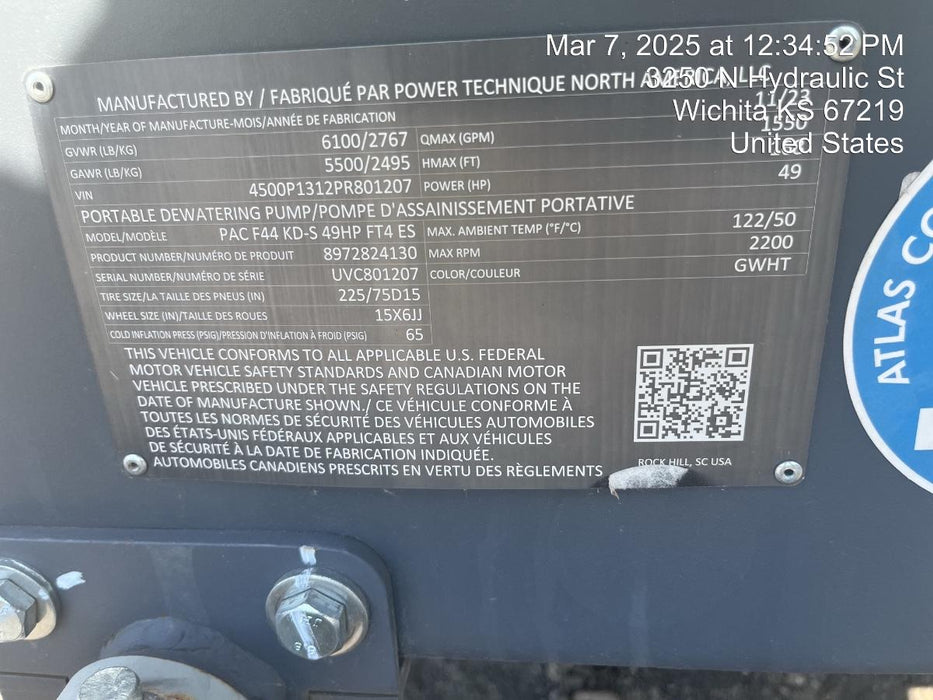 Mar 7, 2025 at 12:34:52 PM
3250 N Hydraulic St
Wichita KS 67219
United States
MANUFACTURED BY / FABRIQUÉ PAR POWER TECHNIQUE NORTH AMERICA LLC
MONTH/YEAR OF MANUFACTURE-MOIS/ANNÉE DE FABRICATION 11/23
GVWR (LB/KG) 6100/2767 QMAX (GPM) 1550
GAWR (LB/KG) 5500/2495 HMAX (FT)
VIN 4500P1312PR801207 POWER (HP) 49
PORTABLE DEWATERING PUMP/POMPE D'ASSAINISSEMENT PORTATIVE
MODEL/MODÈLE PAC F44 KD-S 49HP FT4 ES MAX. AMBIENT TEMP (°F/°C) 122/50
PRODUCT NUMBER/NUMÉRO DE PRODUIT 8972824130 MAX RPM 2200
SERIAL NUMBER/NUMÉRO DE SÉRIE UVC801207 COLOR/COULEUR GWHT
TIRE SIZE/LA TAILLE DES PNEUS (IN) 225/75D15
WHEEL SIZE (IN)/TAILLE DES ROUES 15X6JJ
COLD INFLATION PRESS (PSIG)/PRESSION D'INFLATION À FROID (PSIG) 65
THIS VEHICLE CONFORMS TO ALL APPLICABLE U.S. FEDERAL
MOTOR VEHICLE SAFETY STANDARDS AND CANADIAN MOTOR
VEHICLE PRESCRIBED UNDER THE SAFETY REGULATIONS ON THE
DATE OF MANUFACTURE SHOWN./ CE VÉHICULE CONFORME À
TOUTES LES NORMES DE SÉCURITÉ DES VÉHICULES AUTOMOBILES
DES ÉTATS-UNIS FÉDÉRAUX APPLICABLES ET AUX VÉHICULES
DE SÉCURITÉ À LA DATE DE FABRICATION INDIQUÉE.
AUTOMOBILES CANADIENS PRESCRITS EN VERTU DES RÈGLEMENTS
ROCK HILL, SC USA
ATLAS CO